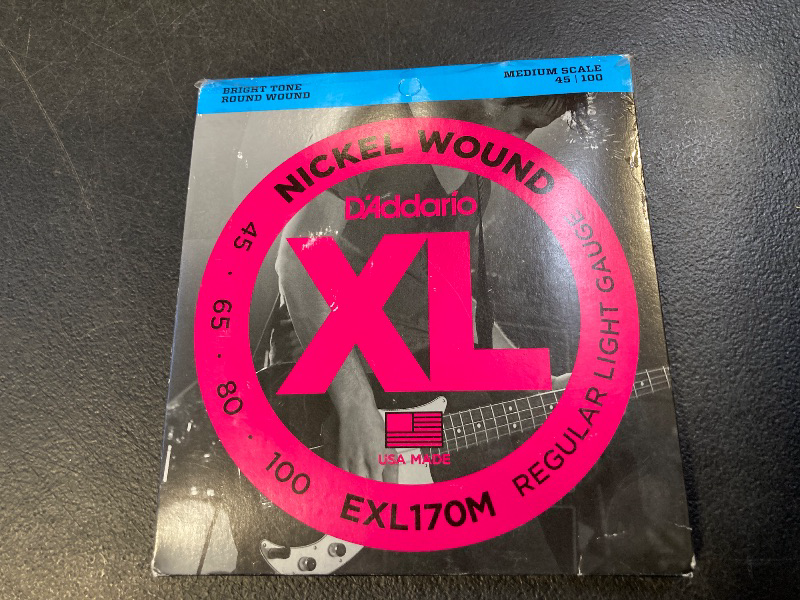 BRIGHT TONE
ROUND WOUND
MEDIUM SCALE
45 | 100
NICKEL WOUND
D'Addario
XL
USA MADE
45 · 65 · 80 · 100
EXL170M
REGULAR LIGHT GAUGE